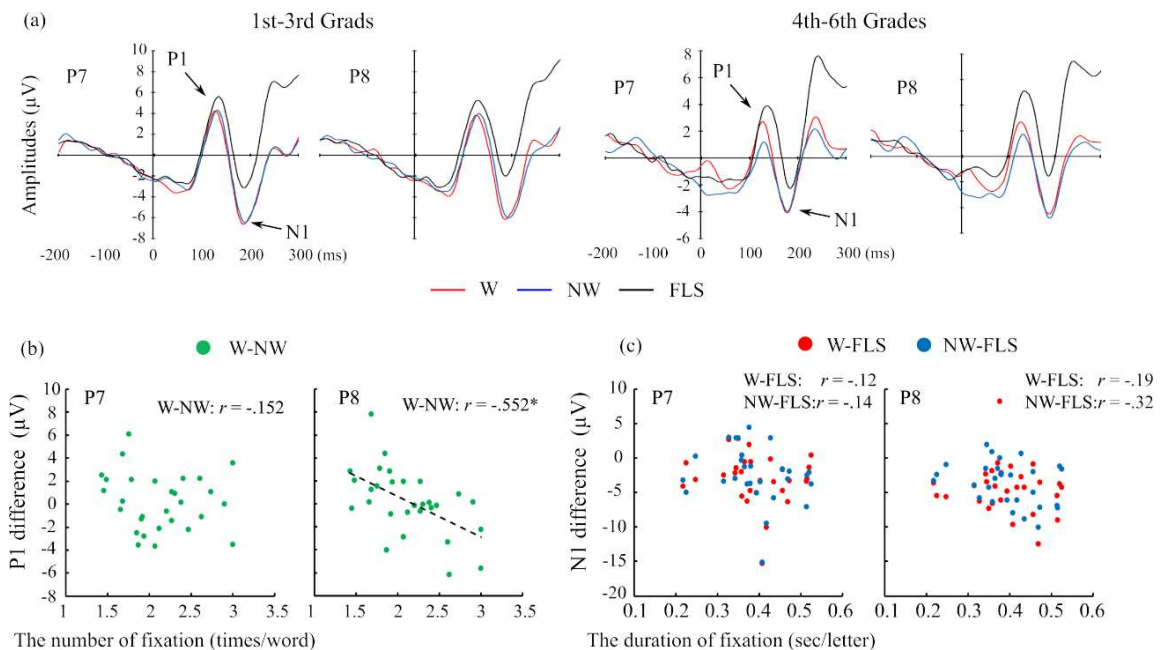 (a)
1st-3rd Grads
4th-6th Grades
P7
P1
P8
P7
P1
P8
Amplitudes (μV)
10
8
6
4
2
0
-2
-4
-6
-8
N1
8
6
4
2
0
-2
-4
-6
N1
-200 -100 0 100 200 300 (ms)
-200 -100 0 100 200 300 (ms)
W NW FLS
(b)
W-NW
P7
W-NW: r = -.152
P8
W-NW: r = -.552*
P1 difference (μV)
10
8
6
4
2
0
-2
-4
-6
-8
1 1.5 2 2.5 3 3.5
1 1.5 2 2.5 3 3.5
The number of fixation (times/word)
(c)
W-FLS NW-FLS
P7
W-FLS: r = -.12
NW-FLS:r = -.14
P8
W-FLS: r = -.19
NW-FLS:r = -.32
N1 difference (μV)
10
5
0
-5
-10
-15
-20
0.1 0.2 0.3 0.4 0.5 0.6
0.1 0.2 0.3 0.4 0.5 0.6
The duration of fixation (sec/letter)